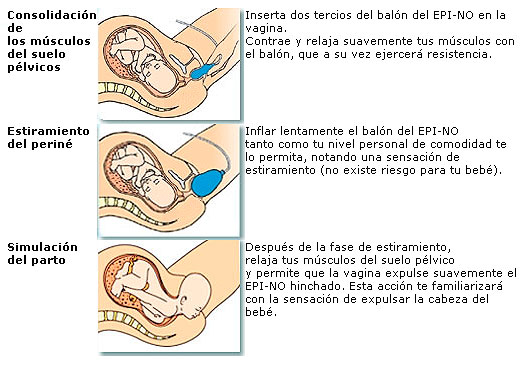 Consolidación
de
los músculos
del suelo
pélvicos
Inserta dos tercios del balón del EPI-NO en la
vagina.
Contrae y relaja suavemente tus músculos con
el balón, que a su vez ejercerá resistencia.
Estiramiento
del periné
Inflar lentamente el balón del EPI-NO
tanto como tu nivel personal de comodidad te
lo permita, notando una sensación de
estiramiento (no existe riesgo para tu bebé).
Simulación
del parto
Después de la fase de estiramiento,
relaja tus músculos del suelo pélvico
y permite que la vagina expulse suavemente el
EPI-NO hinchado. Esta acción te familiarizará
con la sensación de expulsar la cabeza del
bebé.